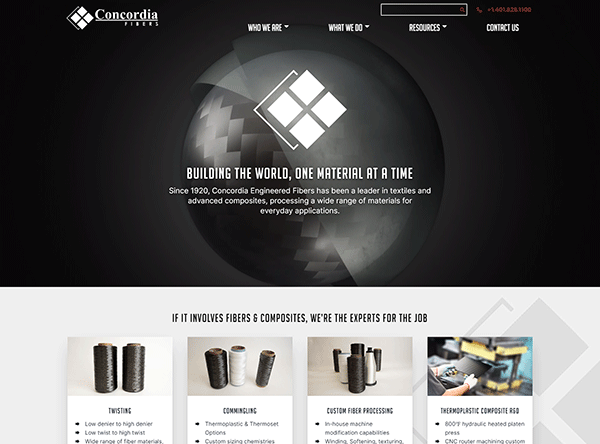 Concordia
FIBERS
+1.401.828.1100
WHO WE ARE
WHAT WE DO
RESOURCES
CONTACT US
BUILDING THE WORLD, ONE MATERIAL AT A TIME
Since 1920, Concordia Engineered Fibers has been a leader in textiles and
advanced composites, processing a wide range of materials for
everyday applications.
IF IT INVOLVES FIBERS & COMPOSITES, WE'RE THE EXPERTS FOR THE JOB
TWISTING
Low denier to high denier
Low twist to high twist
Wide range of fiber materials,
COMMINGLING
Thermoplastic & Thermoset
Options
Custom sizing chemistries
CUSTOM FIBER PROCESSING
In-house machine
modification capabilities
Winding, Softening, texturing,
THERMOPLASTIC COMPOSITE R&D
800°F hydraulic heated platen
press
CNC router machining custom